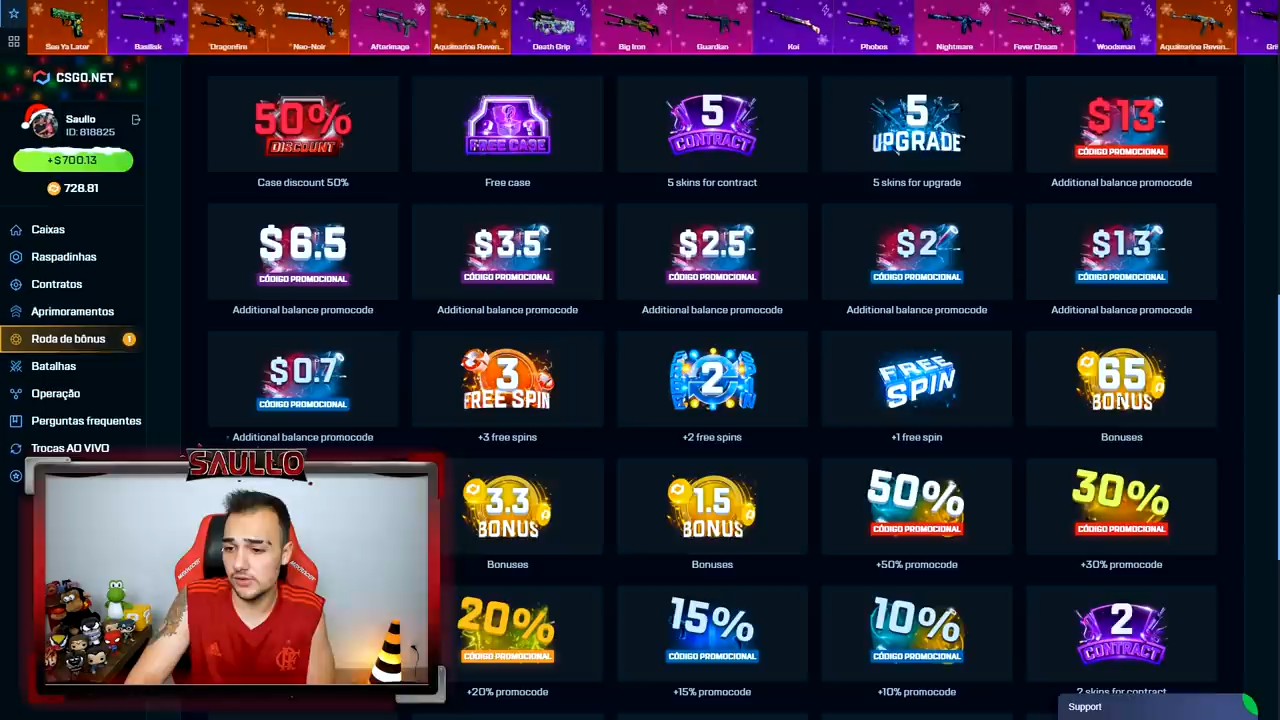 See Ya Later
Basilisk
'Dragonfire
Neo-Noir
Afterimage
Aquamarine Reven...
Death Grip
Big Iron
Guardian
Koi
Phobos
Nightmare
Fever Dream
Woodsman
Aquamarine Reven...
CSGO.NET
Saullo
ID: 818825
+$700.13
728.81
Caixas
Raspadinhas
Contratos
Aprimoramentos
Roda de bônus 1
Batalhas
Operação
Perguntas frequentes
Trocas AO VIVO
50%
DISCOUNT
Case discount 50%
FREE CASE
Free case
5
CONTRACT
5 skins for contract
5
UPGRADE
5 skins for upgrade
$13
CÓDIGO PROMOCIONAL
Additional balance promocode
$6.5
CÓDIGO PROMOCIONAL
Additional balance promocode
$3.5
CÓDIGO PROMOCIONAL
Additional balance promocode
$2.5
CÓDIGO PROMOCIONAL
Additional balance promocode
$2
CÓDIGO PROMOCIONAL
Additional balance promocode
$1.3
CÓDIGO PROMOCIONAL
Additional balance promocode
$0.7
CÓDIGO PROMOCIONAL
Additional balance promocode
3
FREE SPIN
+3 free spins
2
+2 free spins
FREE
SPIN
+1 free spin
65
BONUS
Bonuses
3.3
BONUS
Bonuses
1.5
BONUS
Bonuses
50%
CÓDIGO PROMOCIONAL
+50% promocode
30%
CÓDIGO PROMOCIONAL
+30% promocode
20%
CÓDIGO PROMOCIONAL
+20% promocode
15%
CÓDIGO PROMOCIONAL
+15% promocode
10%
CÓDIGO PROMOCIONAL
+10% promocode
2
CONTRACT
2 skins for contract
SAULLO
Support